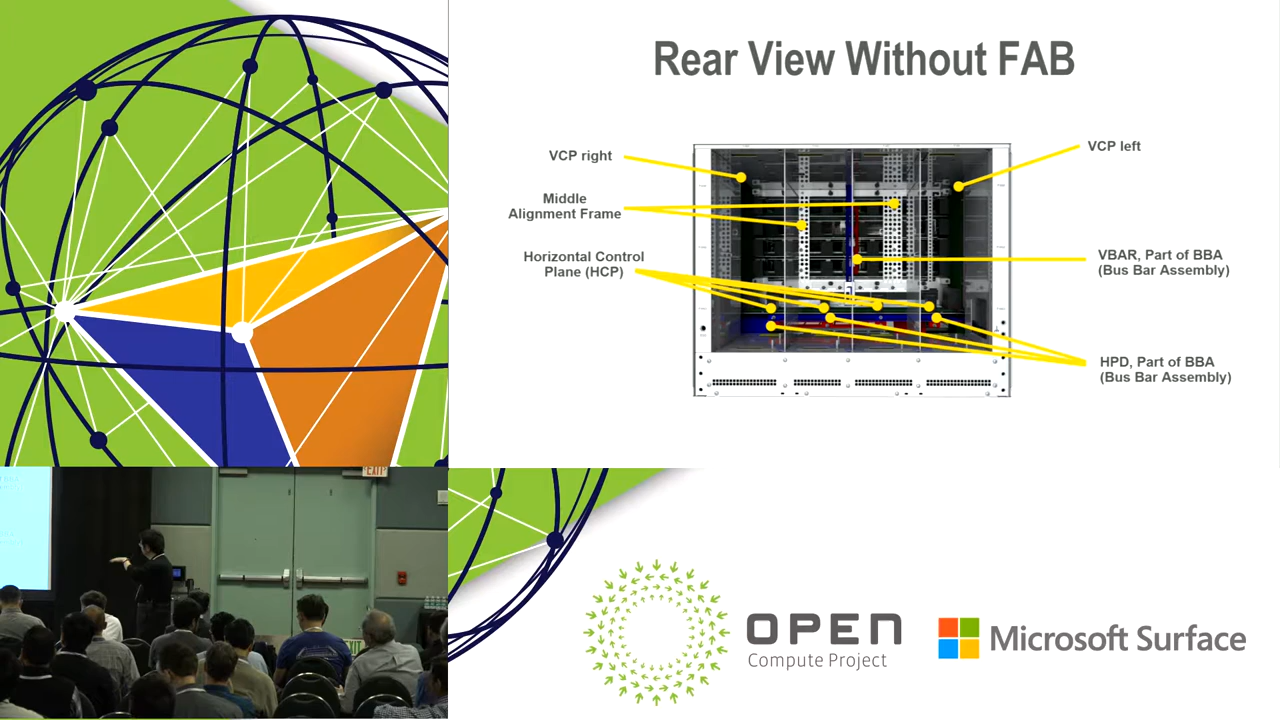 Rear View Without FAB
VCP right
VCP left
Middle
Alignment Frame
Horizontal Control
Plane (HCP)
VBAR, Part of BBA
(Bus Bar Assembly)
HPD, Part of BBA
(Bus Bar Assembly)
EXIT
OPEN
Compute Project
Microsoft Surface